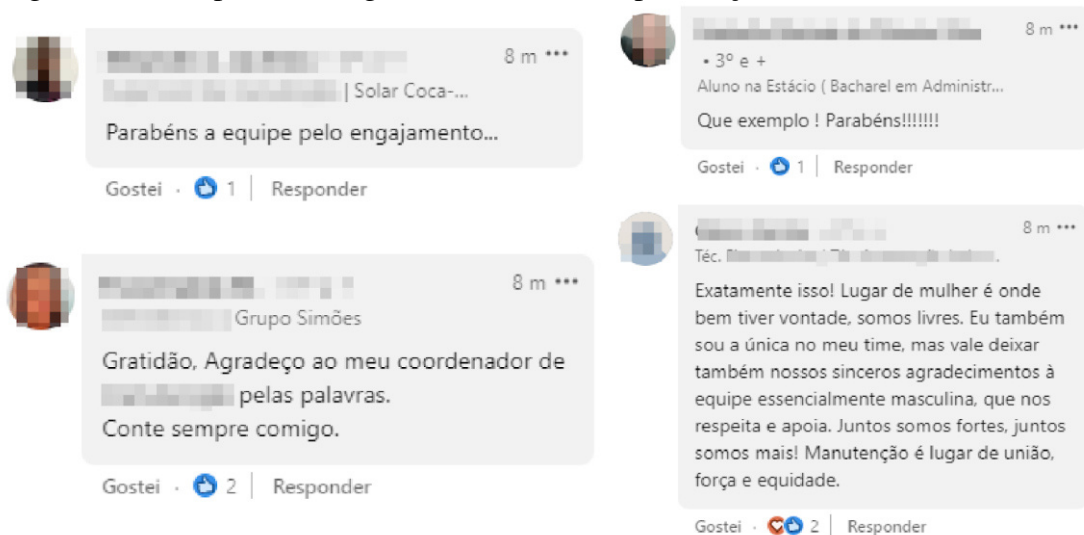 8 m •••
| Solar Coca-...
Parabéns a equipe pelo engajamento...
Gostei · 1 | Responder
8 m •••
Grupo Simões
Gratidão, Agradeço ao meu coordenador de
pelas palavras.
Conte sempre comigo.
Gostei · 2 | Responder
8 m •••
• 3º e +
Aluno na Estácio ( Bacharel em Administr...
Que exemplo ! Parabéns!!!!!!!
Gostei · 1 | Responder
8 m •••
Téc.
Exatamente isso! Lugar de mulher é onde
bem tiver vontade, somos livres. Eu também
sou a única no meu time, mas vale deixar
também nossos sinceros agradecimentos à
equipe essencialmente masculina, que nos
respeita e apoia. Juntos somos fortes, juntos
somos mais! Manutenção é lugar de união,
força e equidade.
Gostei · 2 | Responder